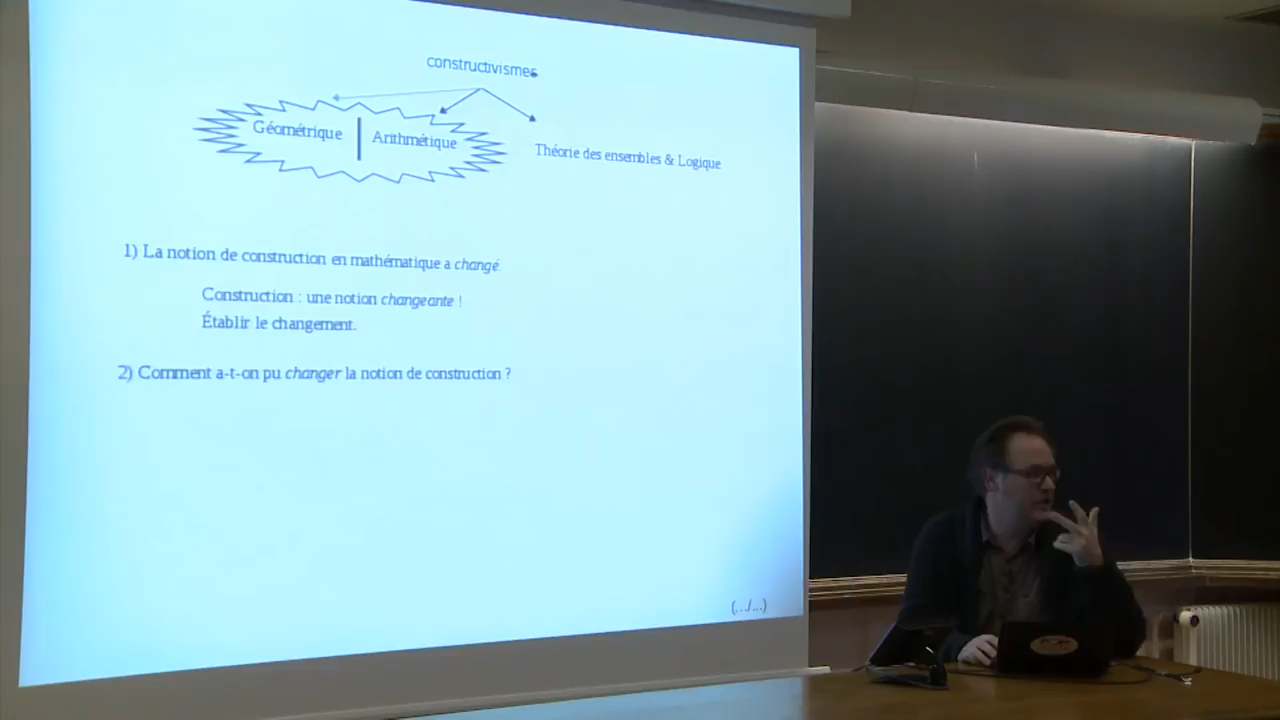 constructivismes
Géométrique | Arithmétique
Théorie des ensembles & Logique
1) La notion de construction en mathématique a changé.
Construction : une notion changeante !
Établir le changement.
2) Comment a-t-on pu changer la notion de construction ?
(.../...)